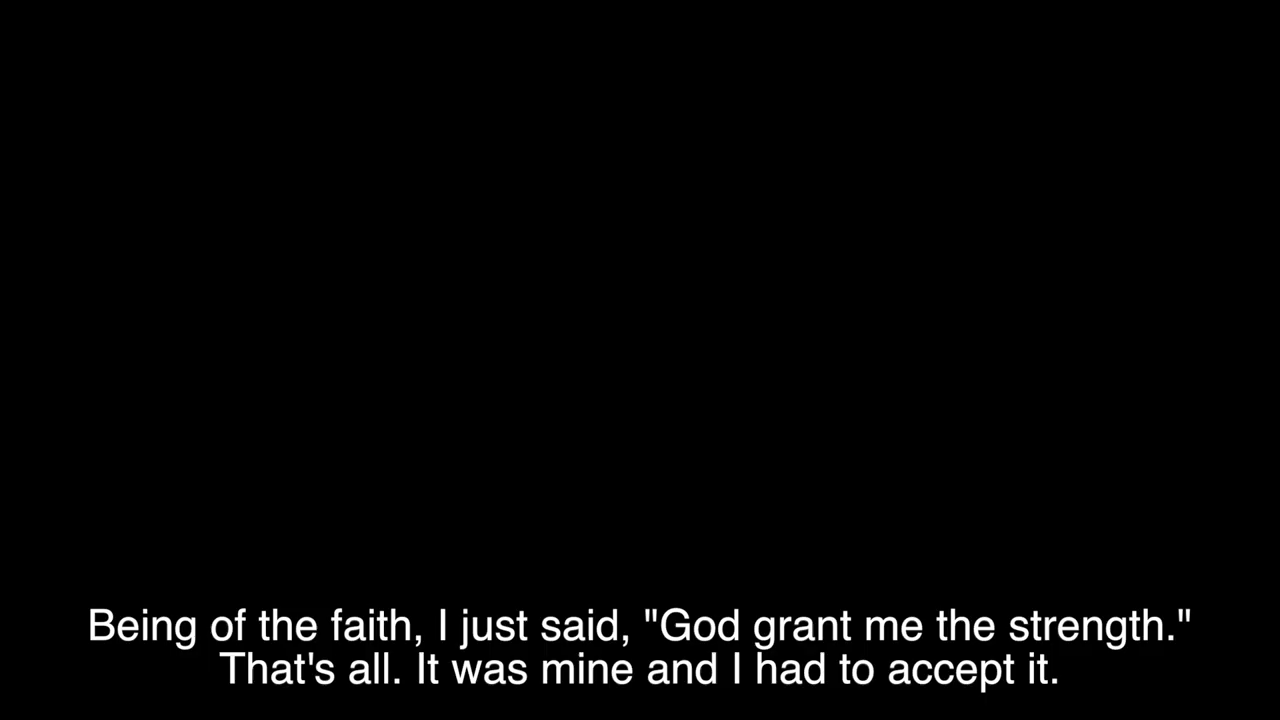 Being of the faith, I just said, "God grant me the strength."
That's all. It was mine and I had to accept it.